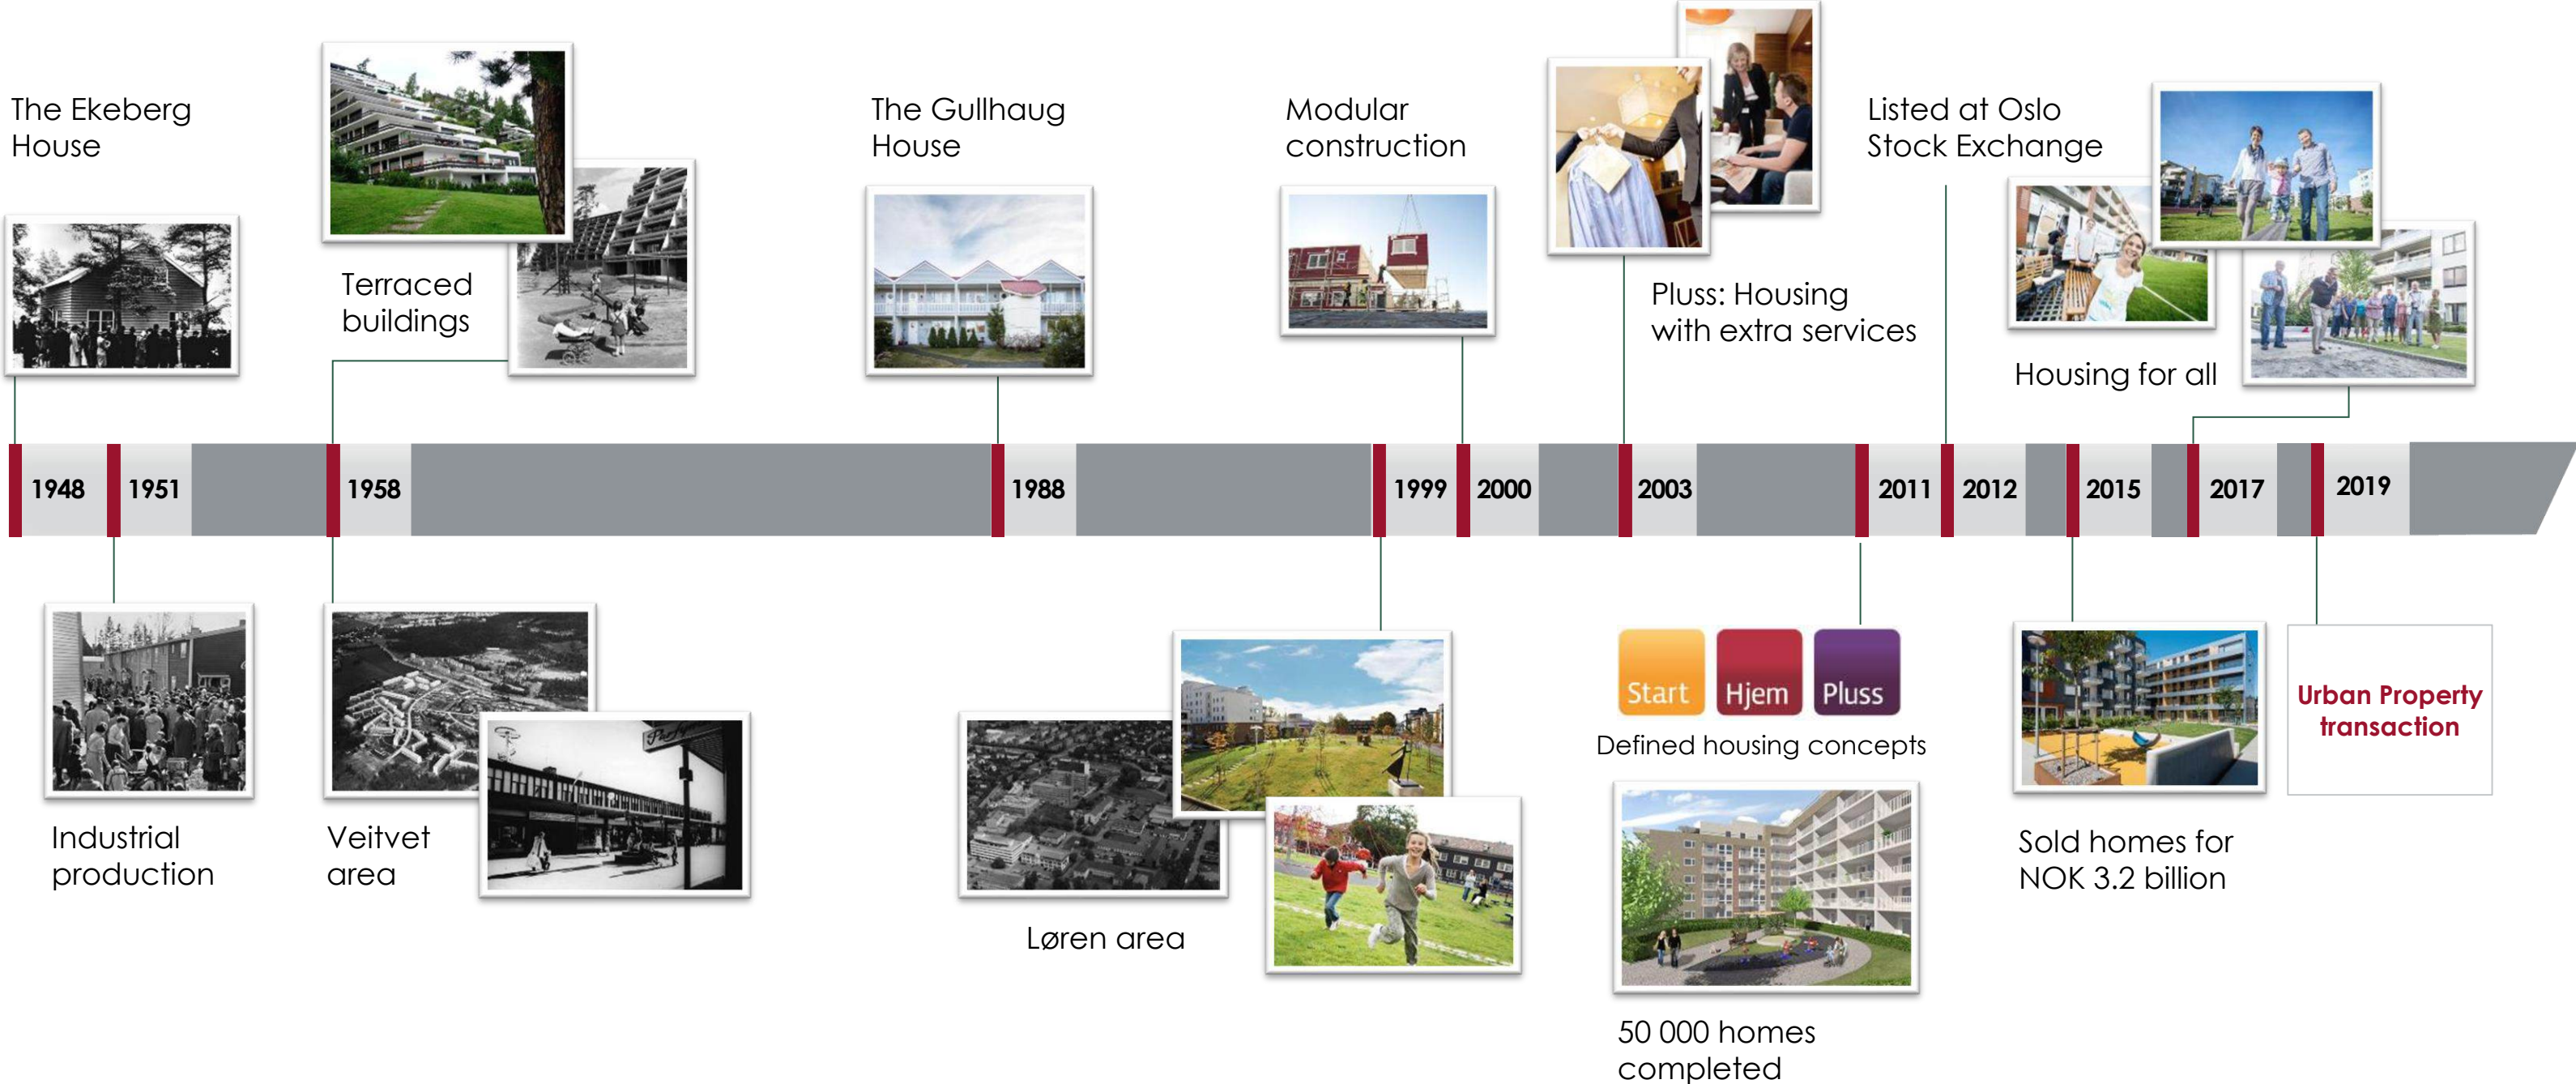 The Ekeberg
House
Terraced
buildings
The Gullhaug
House
Modular
construction
Pluss: Housing
with extra services
Listed at Oslo
Stock Exchange
Housing for all
1948
1951
1958
1988
1999
2000
2003
2011
2012
2015
2017
2019
Industrial
production
Veitvet
area
Løren area
Start
Hjem
Pluss
Defined housing concepts
50 000 homes
completed
Sold homes for
NOK 3.2 billion
Urban Property
transaction